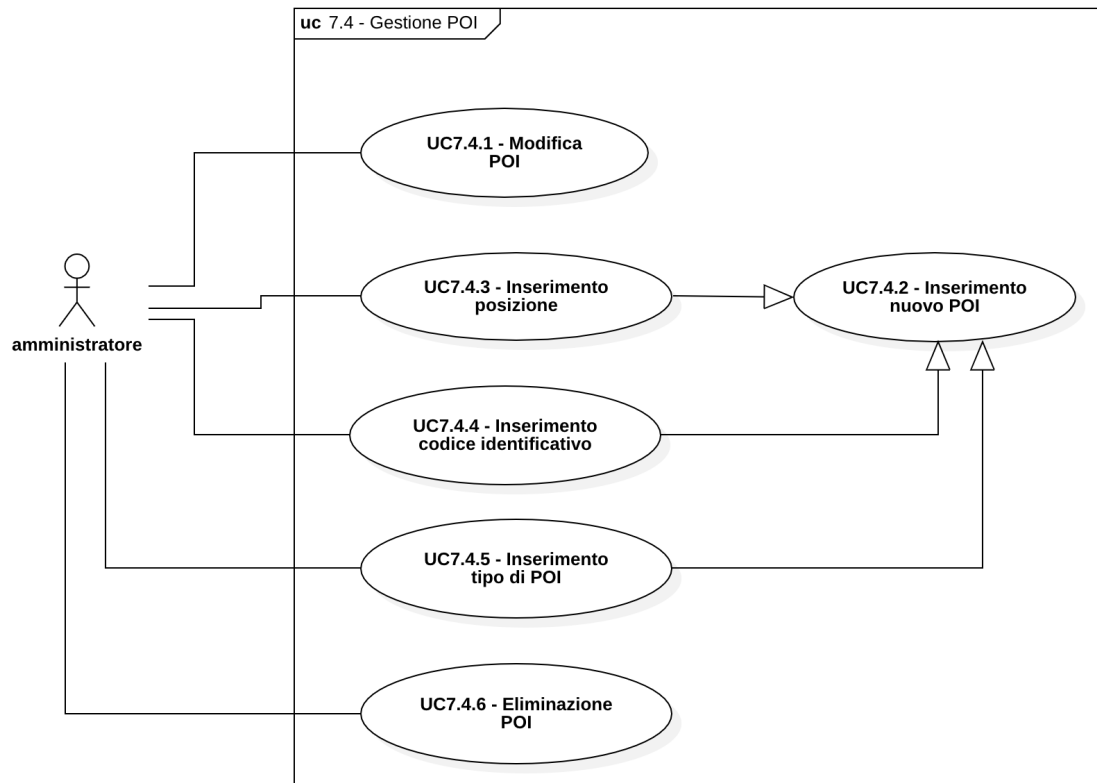 uc 7.4 - Gestione POI
UC7.4.1 - Modifica
POI
UC7.4.3 - Inserimento
posizione
UC7.4.2 - Inserimento
nuovo POI
amministratore
UC7.4.4 - Inserimento
codice identificativo
UC7.4.5 - Inserimento
tipo di POI
UC7.4.6 - Eliminazione
POI